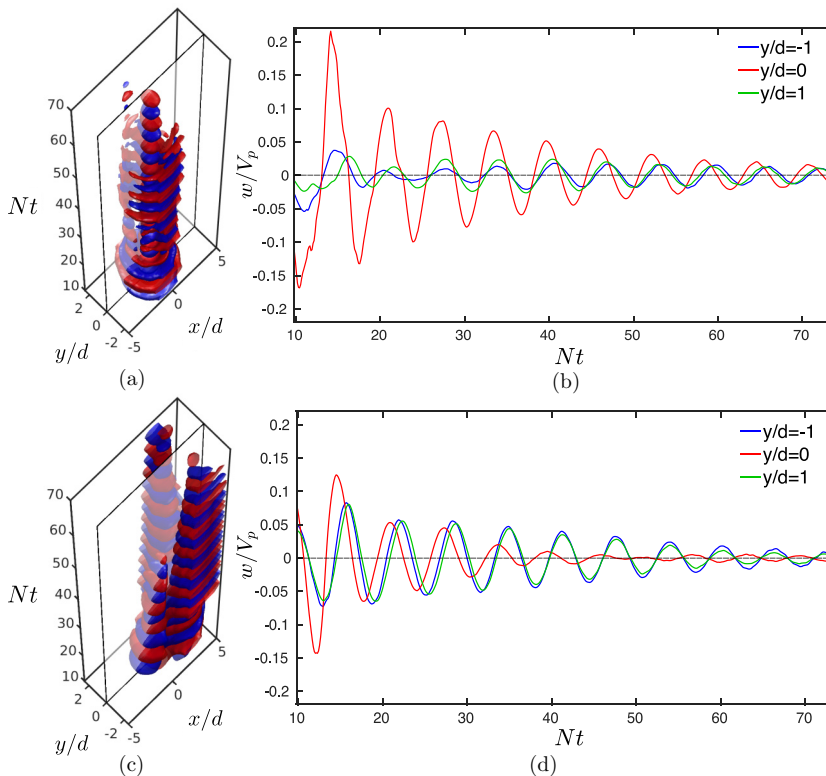 70
60
50
Nt
40
30
20
10
2
0
-2
y/d
-5
0
5
x/d
(a)
0.2
0.15
0.1
0.05
0
-0.05
-0.1
-0.15
-0.2
w/V_p
y/d=-1
y/d=0
y/d=1
10 20 30 40 50 60 70
Nt
(b)
70
60
50
Nt
40
30
20
10
2
0
-2
y/d
-5
0
5
x/d
(c)
0.2
0.15
0.1
0.05
0
-0.05
-0.1
-0.15
-0.2
w/V_p
y/d=-1
y/d=0
y/d=1
10 20 30 40 50 60 70
Nt
(d)